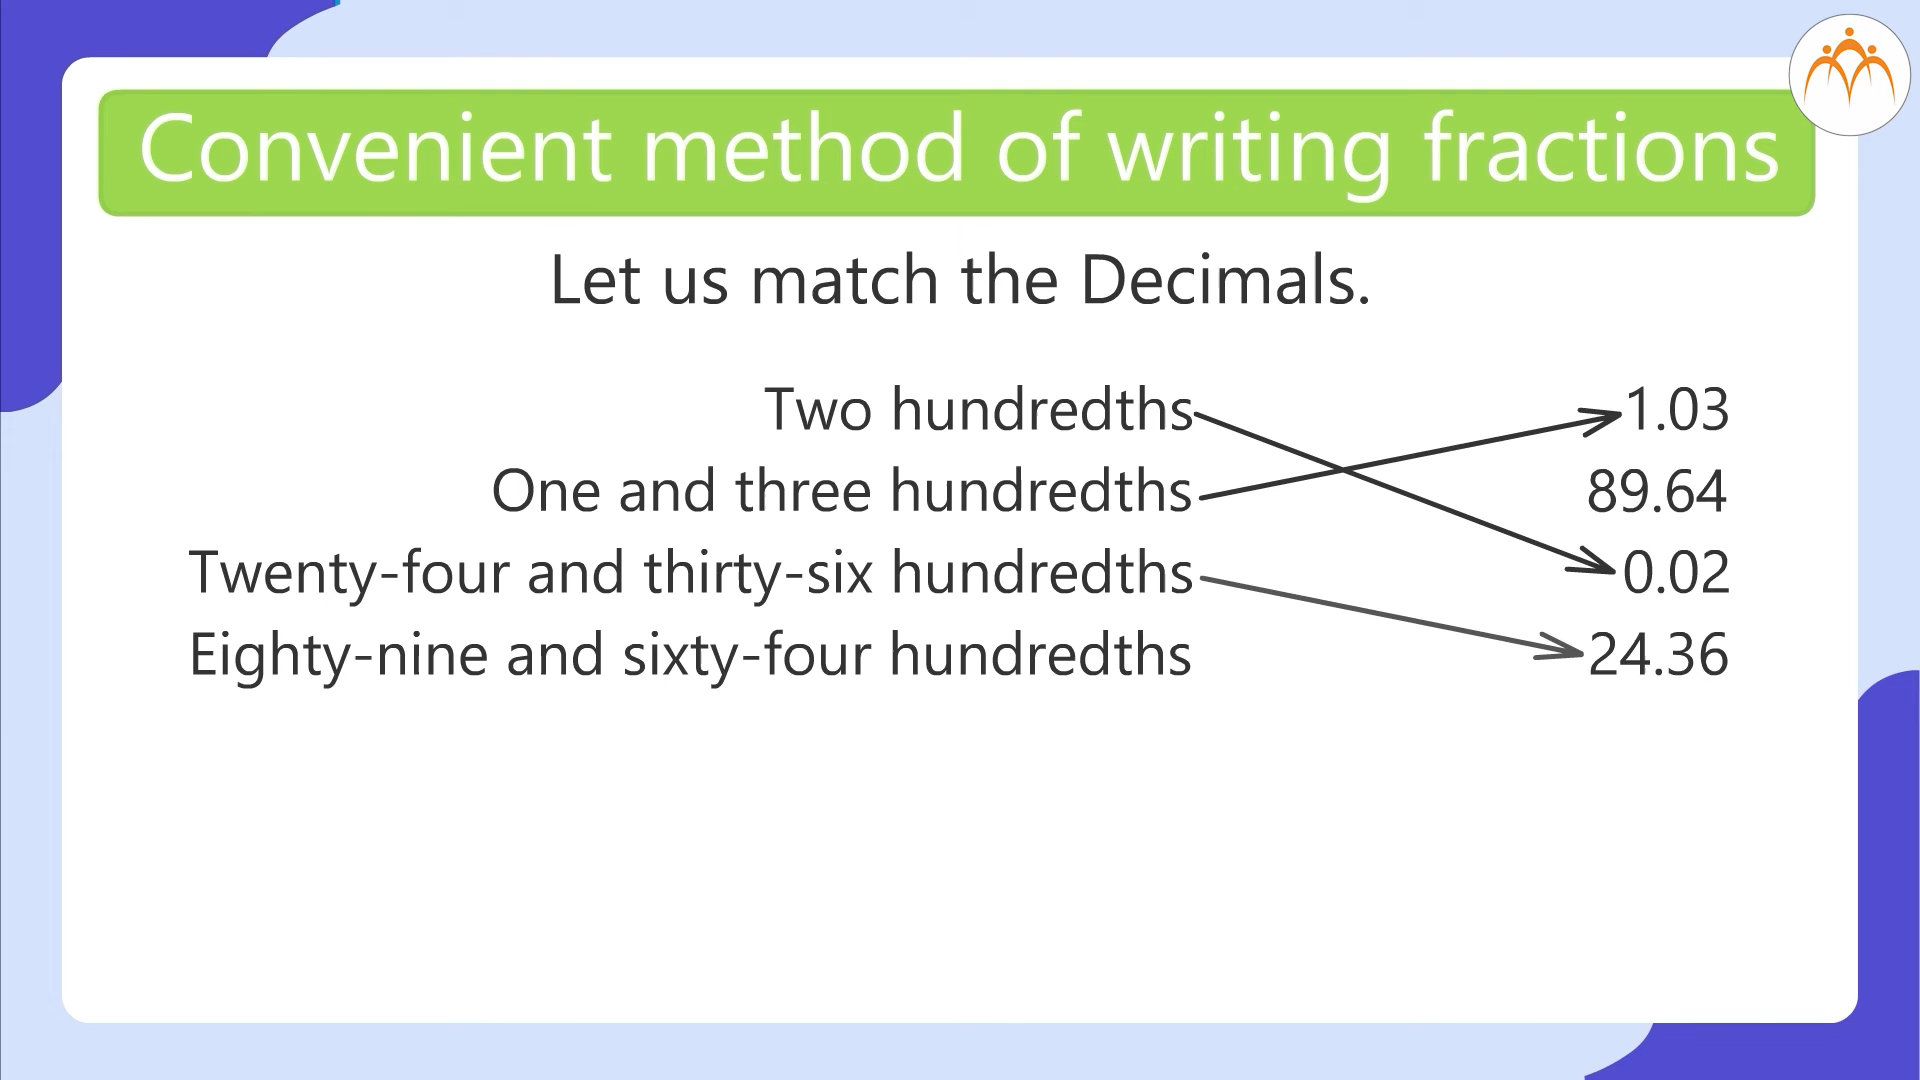 Convenient method of writing fractions
Let us match the Decimals.
Two hundredths 1.03
One and three hundredths 89.64
Twenty-four and thirty-six hundredths 0.02
Eighty-nine and sixty-four hundredths 24.36